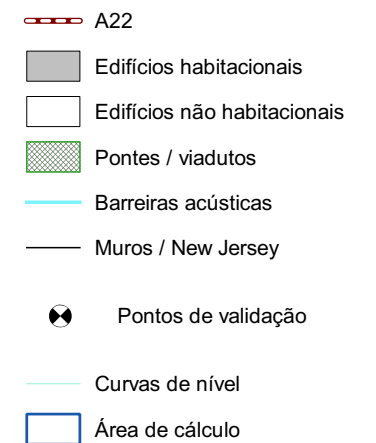 A22
Edifícios habitacionais
Edifícios não habitacionais
Pontes / viadutos
Barreiras acústicas
Muros / New Jersey
Pontos de validação
Curvas de nível
Área de cálculo